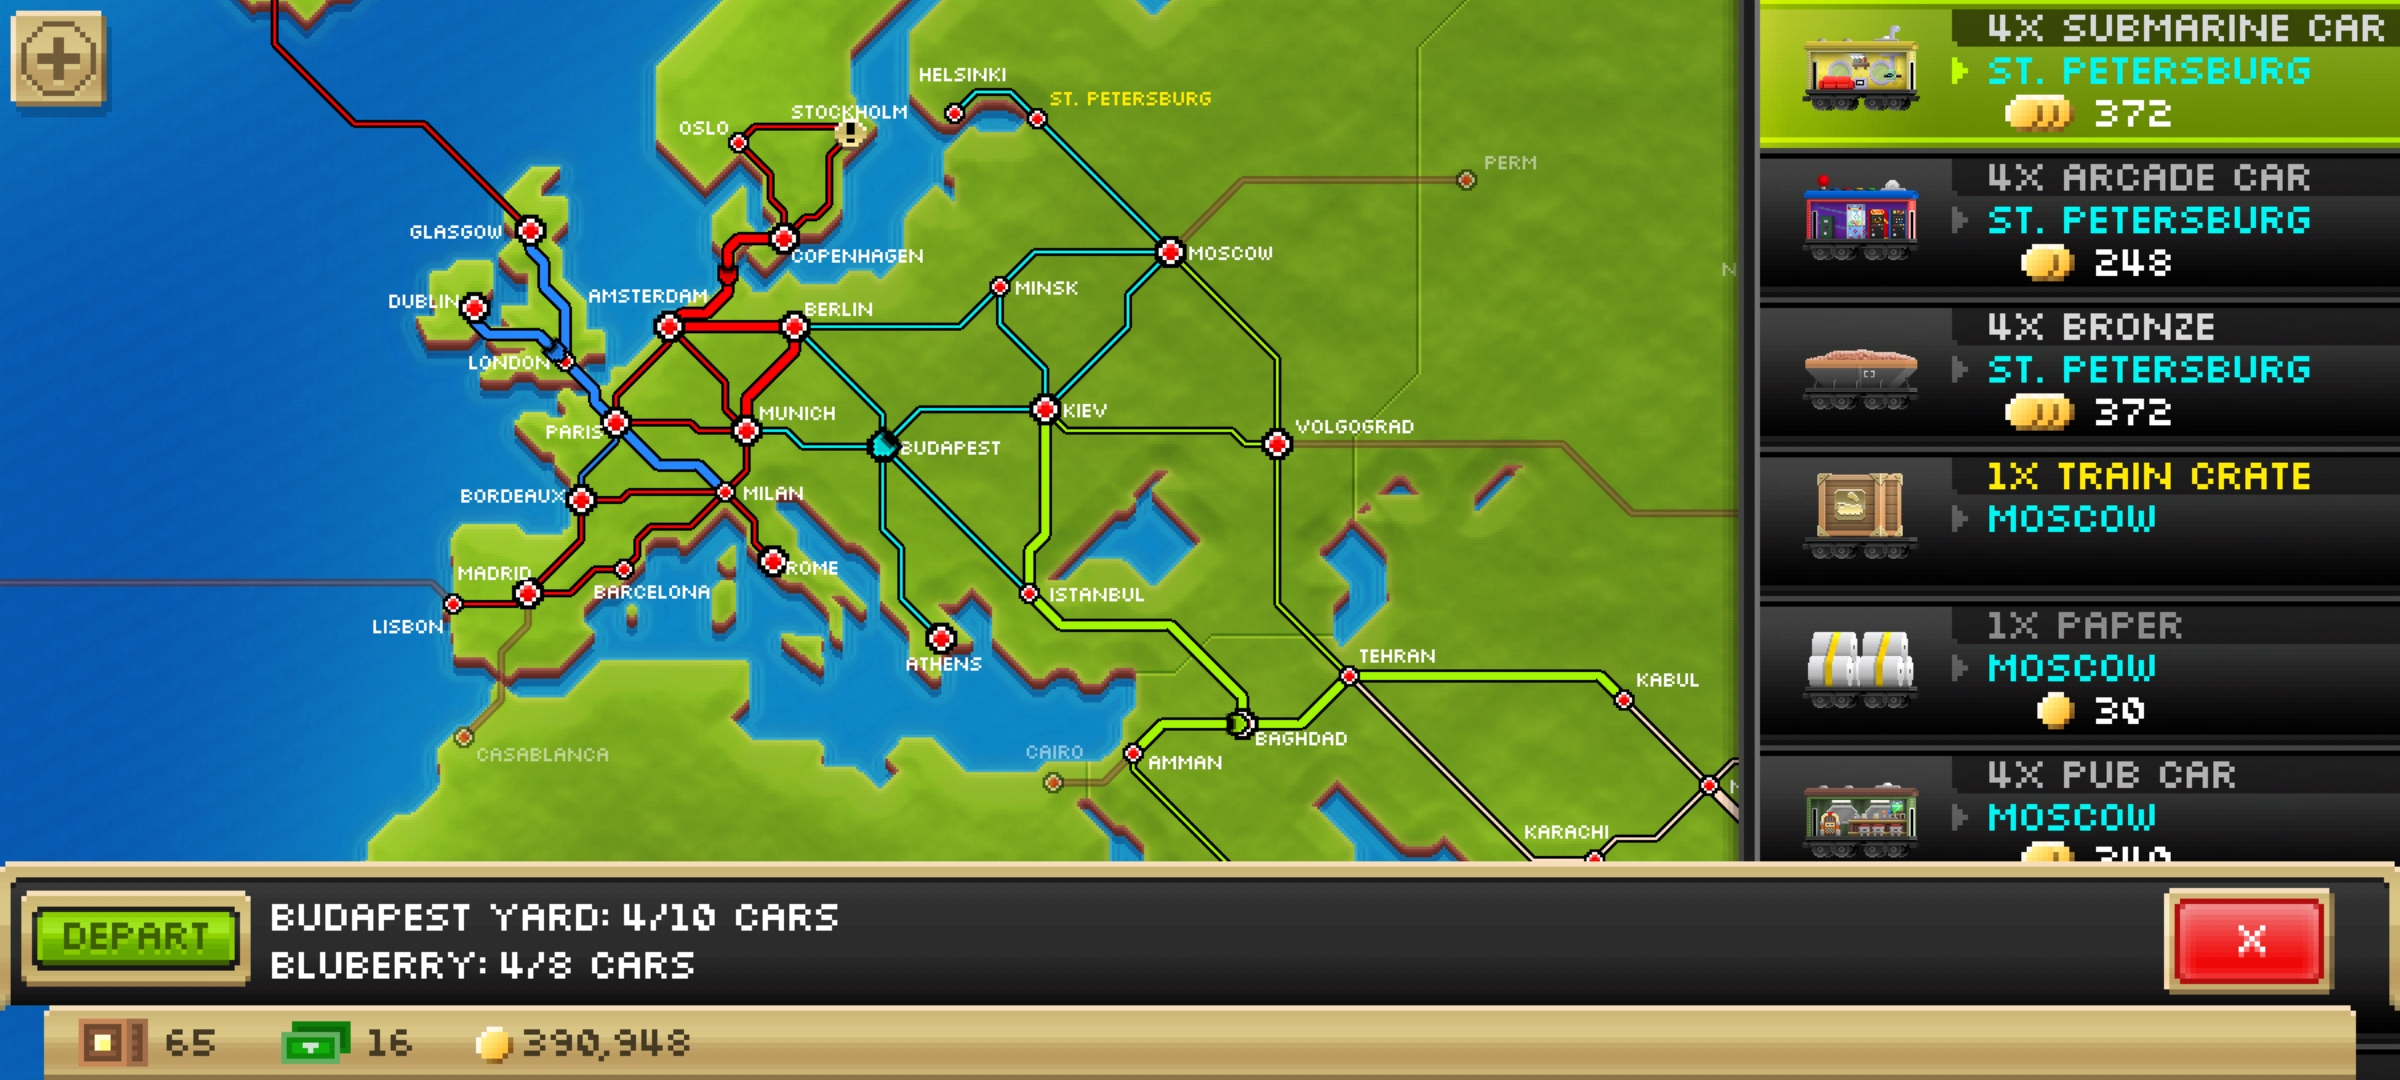 HELSINKI
ST. PETERSBURG
STOCKHOLM
OSLO
PERM
GLASGOW
COPENHAGEN
MOSCOW
MINSK
DUBLIN
AMSTERDAM
BERLIN
LONDON
MUNICH
KIEV
VOLGOGRAD
PARIS
BUDAPEST
BORDEAUX
MILAN
MADRID
ROME
BARCELONA
ISTANBUL
LISBON
ATHENS
TEHRAN
KABUL
CASABLANCA
CAIRO
BAGHDAD
AMMAN
KARACHI
4X SUBMARINE CAR
ST. PETERSBURG
372
4X ARCADE CAR
ST. PETERSBURG
248
4X BRONZE
ST. PETERSBURG
372
1X TRAIN CRATE
MOSCOW
1X PAPER
MOSCOW
30
4X PUB CAR
MOSCOW
DEPART
BUDAPEST YARD: 4/10 CARS
BLUBERRY: 4/8 CARS
X
65
16
390,948